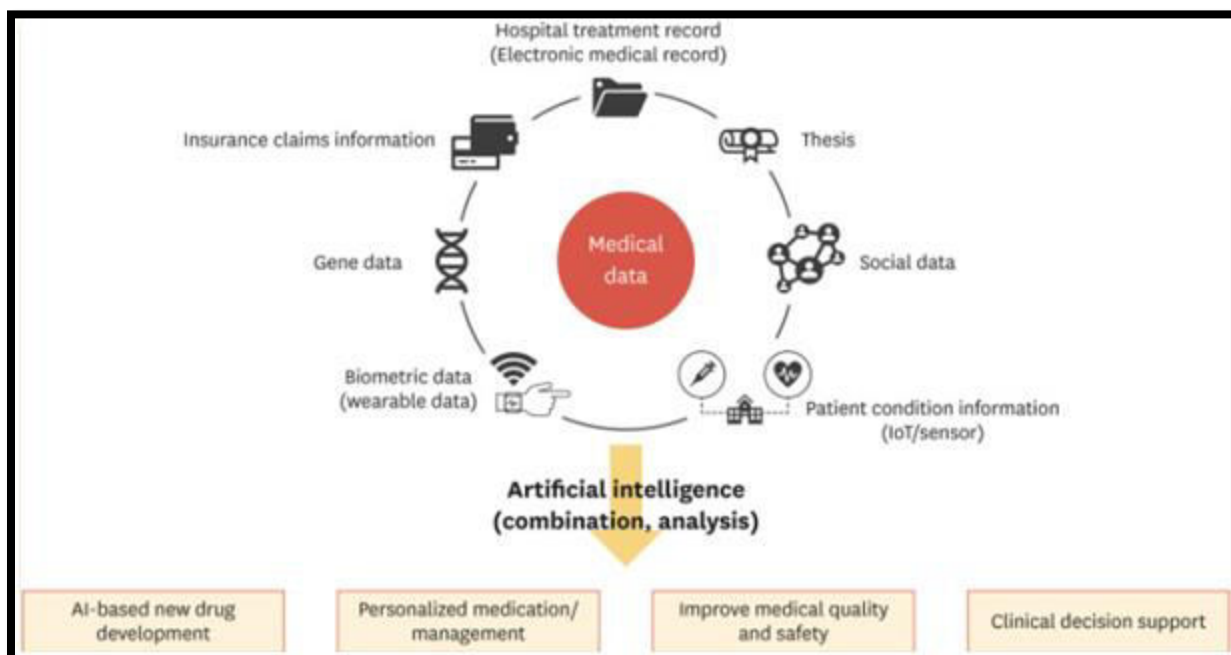 Hospital treatment record
(Electronic medical record)
Insurance claims information
Thesis
Gene data
Medical
data
Social data
Biometric data
(wearable data)
Patient condition information
(IoT/sensor)
Artificial intelligence
(combination, analysis)
AI-based new drug
development
Personalized medication/
management
Improve medical quality
and safety
Clinical decision support